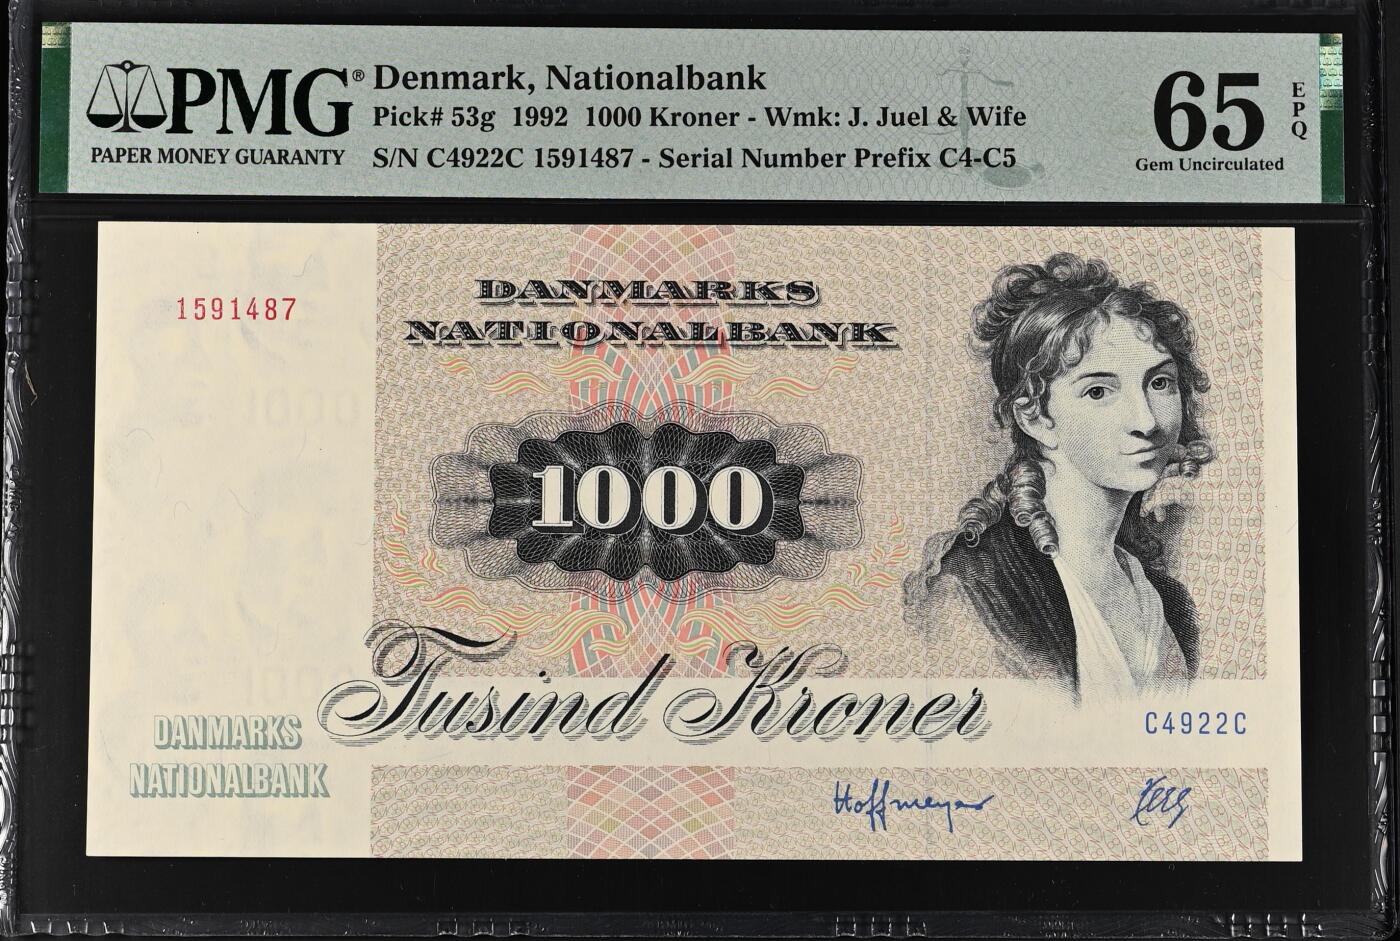 PMG®
PAPER MONEY GUARANTY
Denmark, Nationalbank
Pick# 53g 1992 1000 Kroner - Wmk: J. Juel & Wife
S/N C4922C 1591487 - Serial Number Prefix C4-C5
65
EPQ
Gem Uncirculated
1591487
DANMARKS
NATIONALBANK
1000
Tusind Kroner
C4922C
DANMARKS
NATIONALBANK
Hoffmeyer